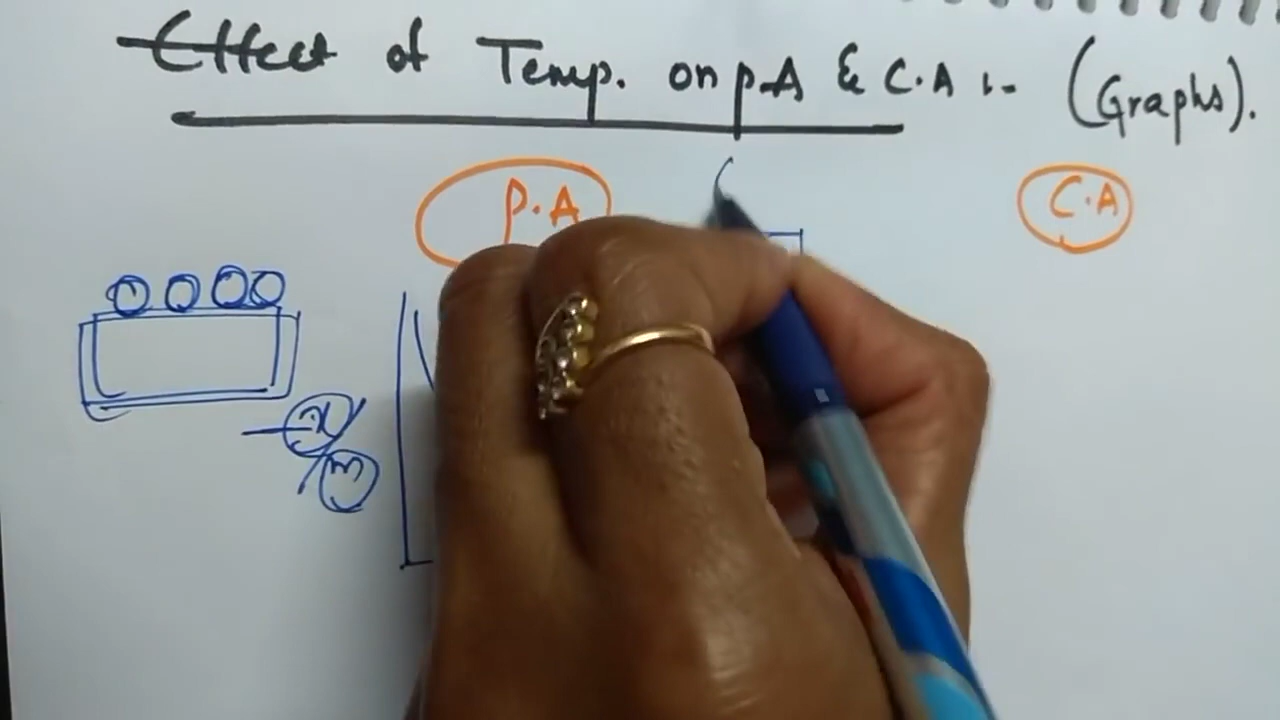 Effect of Temp. on p.A & C.A :- (Graphs).
P.A
C.A
x/m